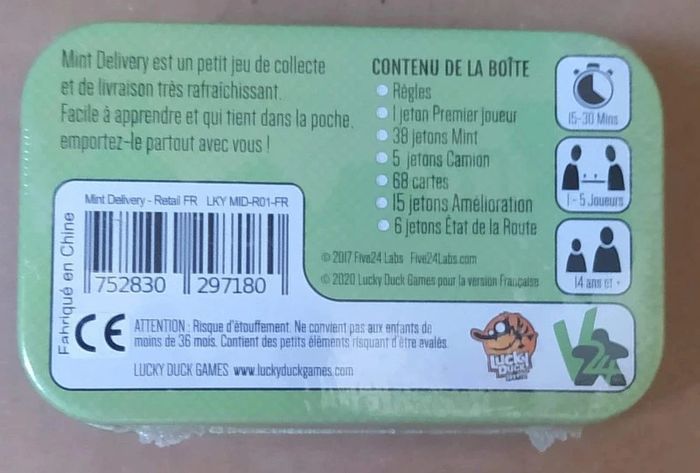 Mint Delivery est un petit jeu de collecte
et de livraison très rafraîchissant.
Facile à apprendre et qui tient dans la poche,
emportez-le partout avec vous !
CONTENU DE LA BOÎTE
Règles
1 jeton Premier Joueur
38 jetons Mint
5 jetons Camion
68 cartes
15 jetons Amélioration
6 jetons État de la Route
15-30 Mins
1 - 5 Joueurs
14 ans et +
© 2017 Five24 Labs Five24Labs.com
© 2020 Lucky Duck Games pour la version Française
Mint Delivery - Retail FR LKY MID-R01-FR
752830 297180
Fabriqué en Chine
CE
ATTENTION : Risque d'étouffement. Ne convient pas aux enfants de
moins de 36 mois. Contient des petits éléments risquant d'être avalés.
LUCKY DUCK GAMES www.luckyduckgames.com
LUCKY
DUCK
GAMES
V24